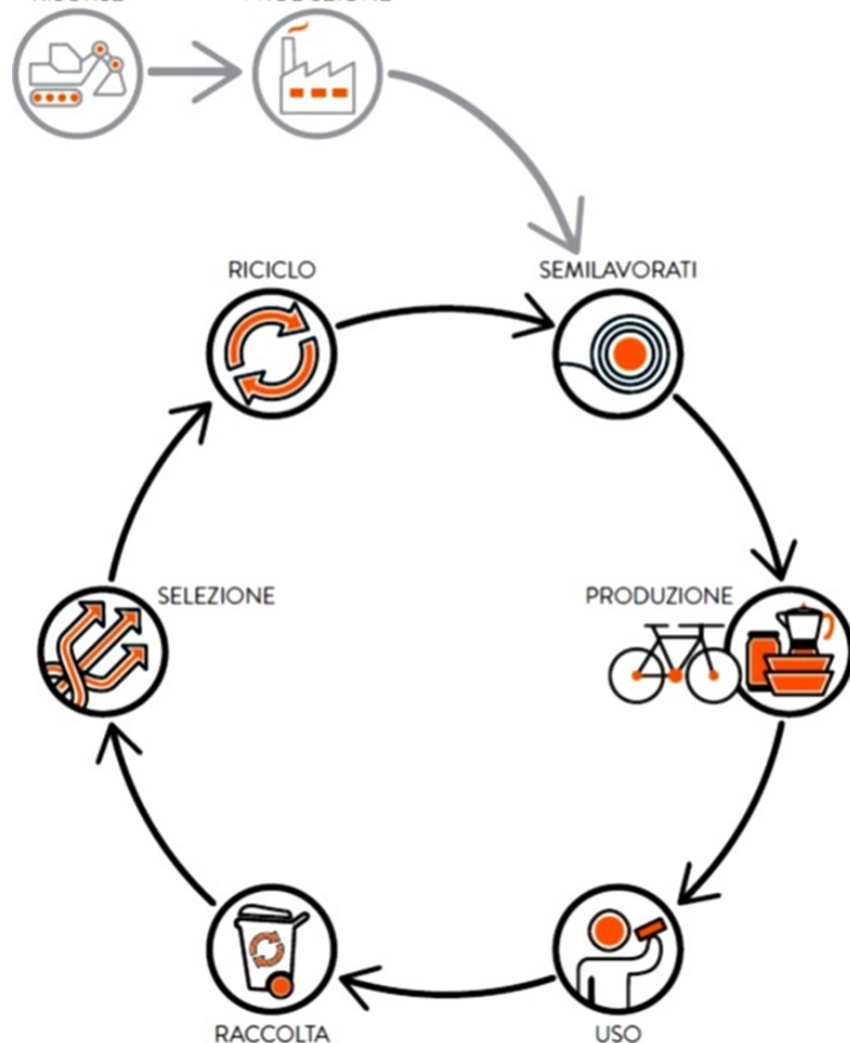 RICICLO
SEMILAVORATI
SELEZIONE
PRODUZIONE
RACCOLTA
USO